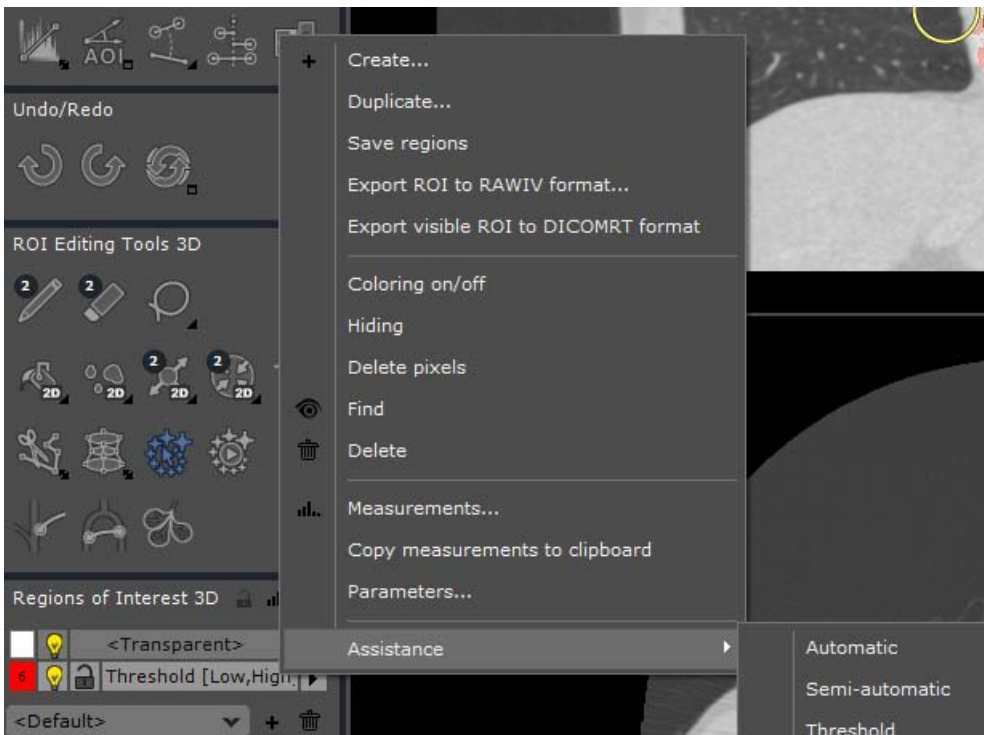 AOI
Undo/Redo
ROI Editing Tools 3D
2
2
2D
2D
2
2D
2
2D
Regions of Interest 3D
<Transparent>
6
Threshold [Low,High,
<Default>
+
Create...
Duplicate...
Save regions
Export ROI to RAWIV format...
Export visible ROI to DICOMRT format
Coloring on/off
Hiding
Delete pixels
Find
Delete
Measurements...
Copy measurements to clipboard
Parameters...
Assistance
Automatic
Semi-automatic
Threshold